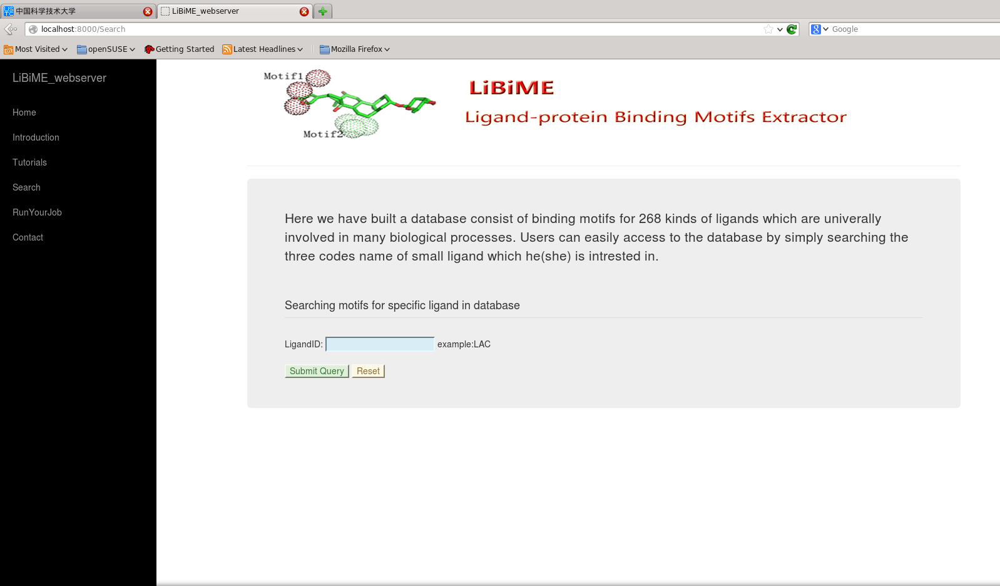 中国科学技术大学
LiBiME_webserver
localhost:8000/Search
Google
Most Visited
openSUSE
Getting Started
Latest Headlines
Mozilla Firefox
LiBiME_webserver
Home
Introduction
Tutorials
Search
RunYourJob
Contact
Motif1
Motif2
LiBiME
Ligand-protein Binding Motifs Extractor
Here we have built a database consist of binding motifs for 268 kinds of ligands which are univerally
involved in many biological processes. Users can easily access to the database by simply searching the
three codes name of small ligand which he(she) is intrested in.
Searching motifs for specific ligand in database
LigandID: example:LAC
Submit Query Reset